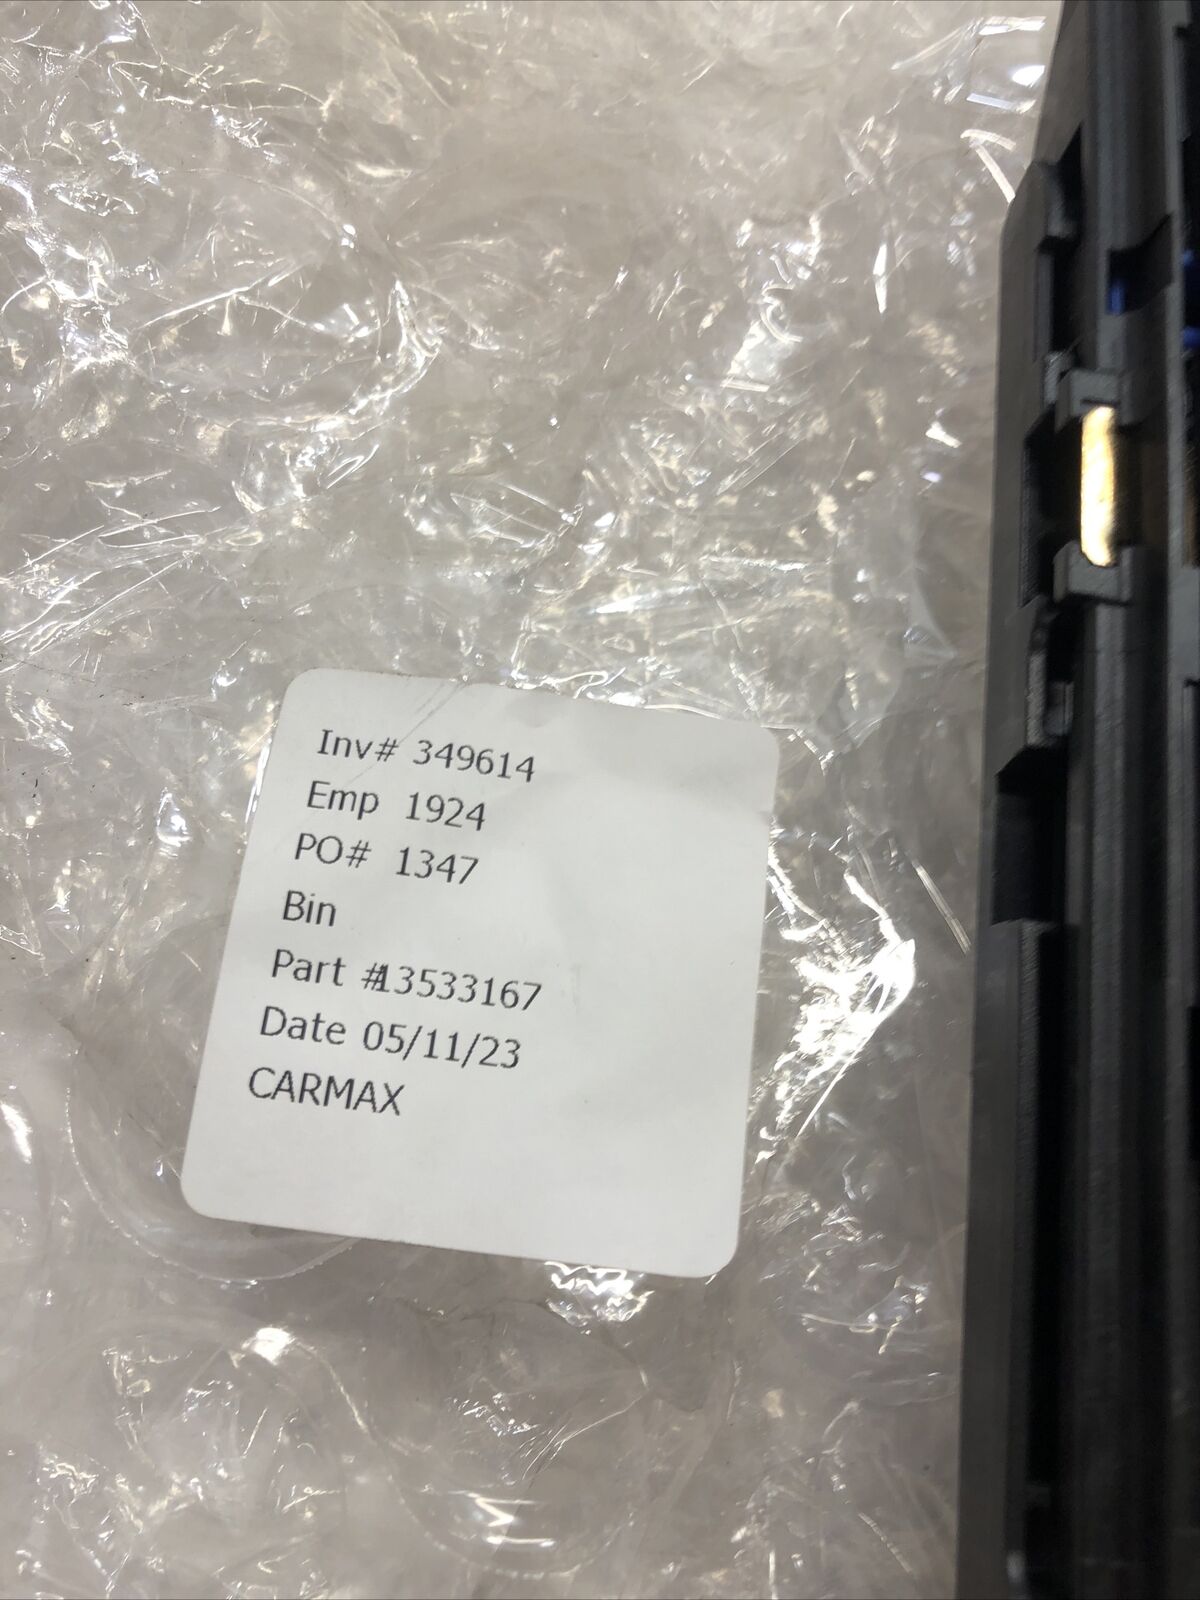 Inv# 349614
Emp 1924
PO# 1347
Bin
Part #13533167
Date 05/11/23
CARMAX